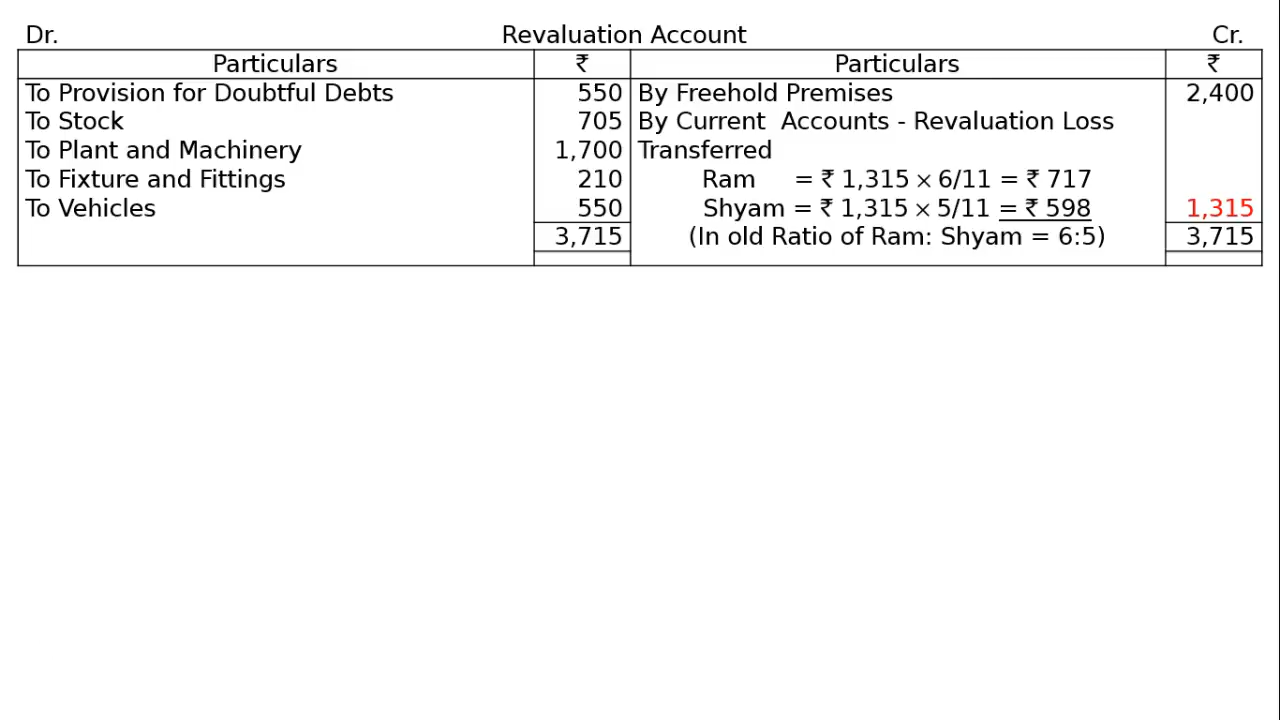 Dr. Revaluation Account Cr.
Particulars ₹ Particulars ₹
To Provision for Doubtful Debts 550 By Freehold Premises 2,400
To Stock 705 By Current Accounts - Revaluation Loss
To Plant and Machinery 1,700 Transferred
To Fixture and Fittings 210 Ram = ₹ 1,315 × 6/11 = ₹ 717
To Vehicles 550 Shyam = ₹ 1,315 × 5/11 = ₹ 598 1,315
3,715 (In old Ratio of Ram: Shyam = 6:5) 3,715